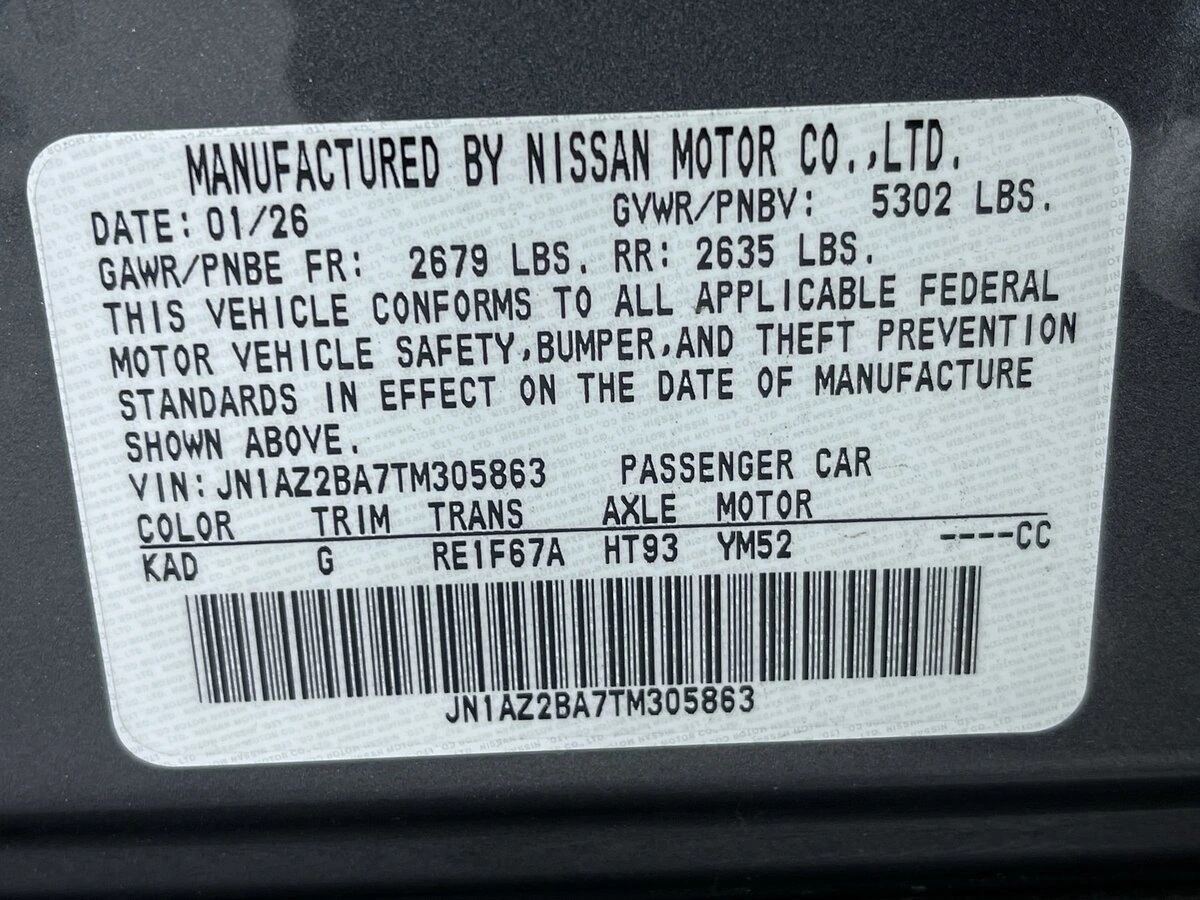 MANUFACTURED BY NISSAN MOTOR CO.,LTD.
DATE: 01/26 GVWR/PNBV: 5302 LBS.
GAWR/PNBE FR: 2679 LBS. RR: 2635 LBS.
THIS VEHICLE CONFORMS TO ALL APPLICABLE FEDERAL
MOTOR VEHICLE SAFETY,BUMPER,AND THEFT PREVENTION
STANDARDS IN EFFECT ON THE DATE OF MANUFACTURE
SHOWN ABOVE.
VIN: JN1AZ2BA7TM305863 PASSENGER CAR
COLOR TRIM TRANS AXLE MOTOR
KAD G RE1F67A HT93 YM52 ----CC
JN1AZ2BA7TM305863